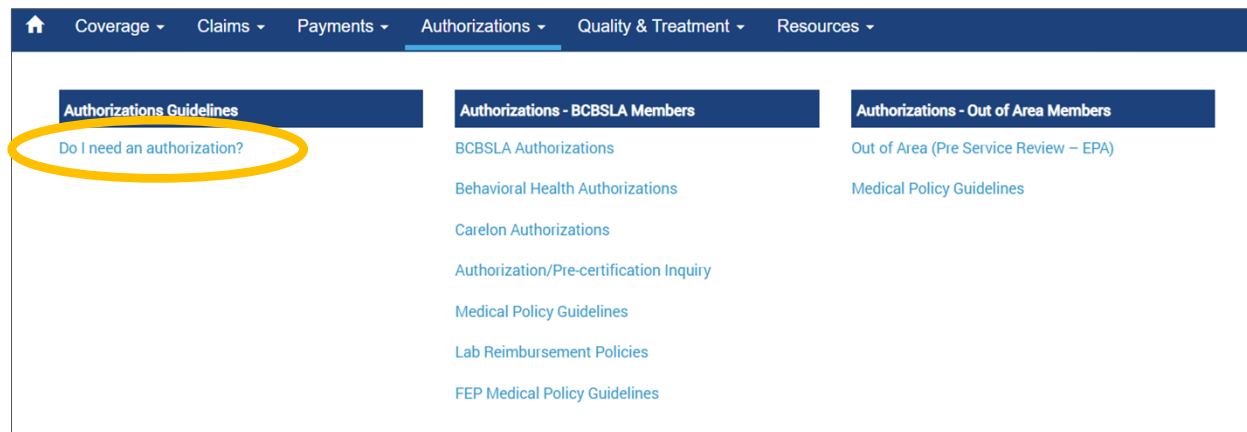 Coverage Claims Payments Authorizations Quality & Treatment Resources
Authorizations Guidelines
Do I need an authorization?
Authorizations - BCBSLA Members
BCBSLA Authorizations
Behavioral Health Authorizations
Carelon Authorizations
Authorization/Pre-certification Inquiry
Medical Policy Guidelines
Lab Reimbursement Policies
FEP Medical Policy Guidelines
Authorizations - Out of Area Members
Out of Area (Pre Service Review – EPA)
Medical Policy Guidelines